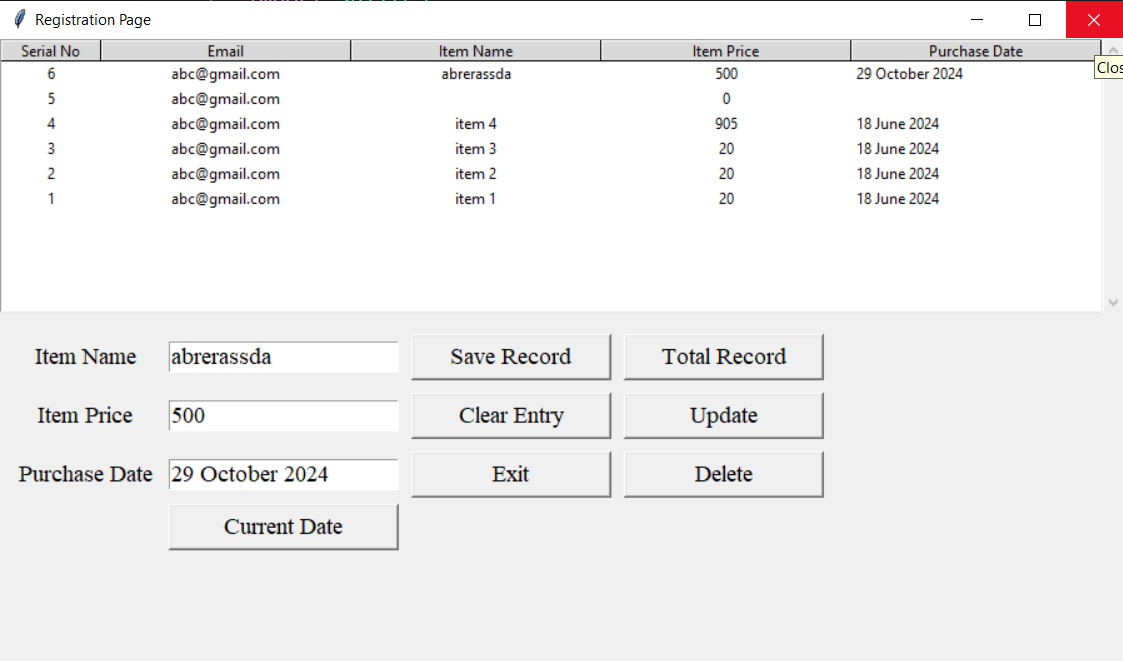 Registration Page
Serial No Email Item Name Item Price Purchase Date
Clos
6 abc@gmail.com abrerassda 500 29 October 2024
5 abc@gmail.com 0
4 abc@gmail.com item 4 905 18 June 2024
3 abc@gmail.com item 3 20 18 June 2024
2 abc@gmail.com item 2 20 18 June 2024
1 abc@gmail.com item 1 20 18 June 2024
Item Name abrerassda Save Record Total Record
Item Price 500 Clear Entry Update
Purchase Date 29 October 2024 Exit Delete
Current Date